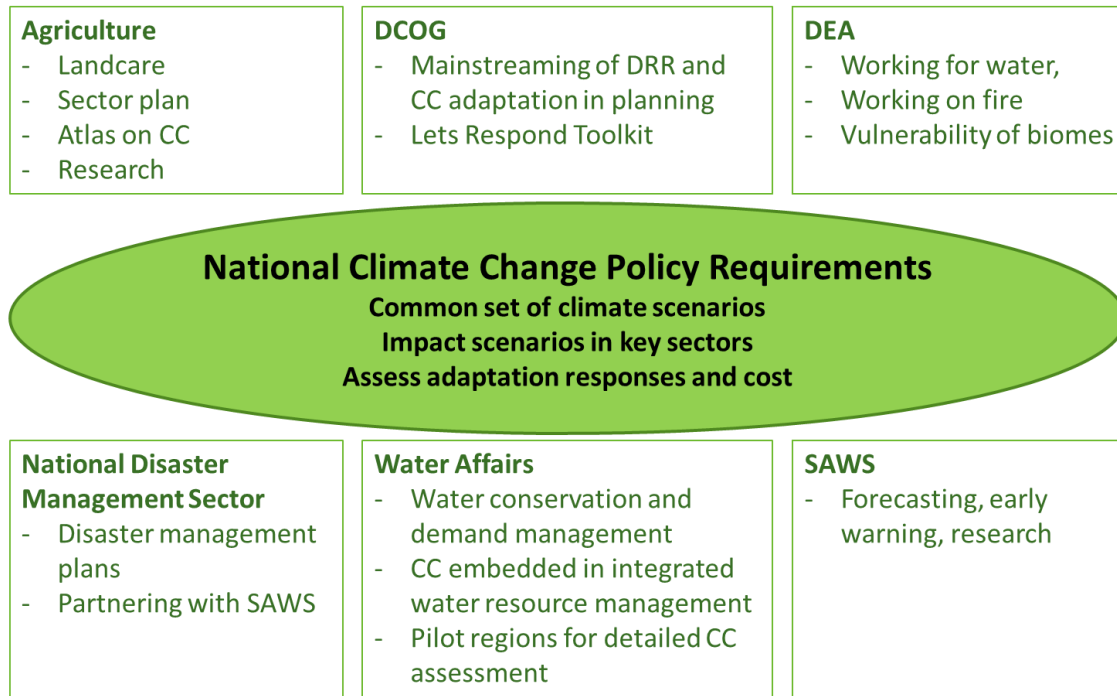 Agriculture
- Landcare
- Sector plan
- Atlas on CC
- Research
DCOG
- Mainstreaming of DRR and
CC adaptation in planning
- Lets Respond Toolkit
DEA
- Working for water,
- Working on fire
- Vulnerability of biomes
National Climate Change Policy Requirements
Common set of climate scenarios
Impact scenarios in key sectors
Assess adaptation responses and cost
National Disaster
Management Sector
- Disaster management
plans
- Partnering with SAWS
Water Affairs
- Water conservation and
demand management
- CC embedded in integrated
water resource management
- Pilot regions for detailed CC
assessment
SAWS
- Forecasting, early
warning, research